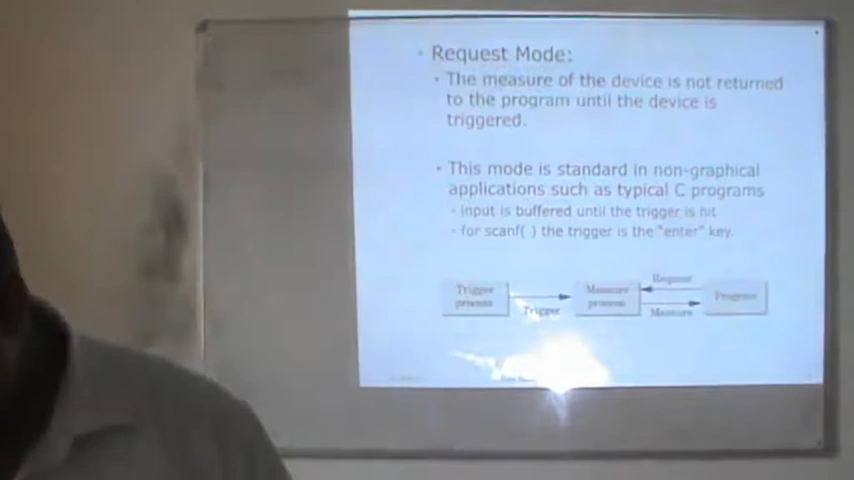 Request Mode:
The measure of the device is not returned
to the program until the device is
triggered.
This mode is standard in non-graphical
applications such as typical C programs
input is buffered until the trigger is hit
for scanf( ) the trigger is the "enter" key.
Trigger process
Trigger
Measure process
Request
Measure
Program